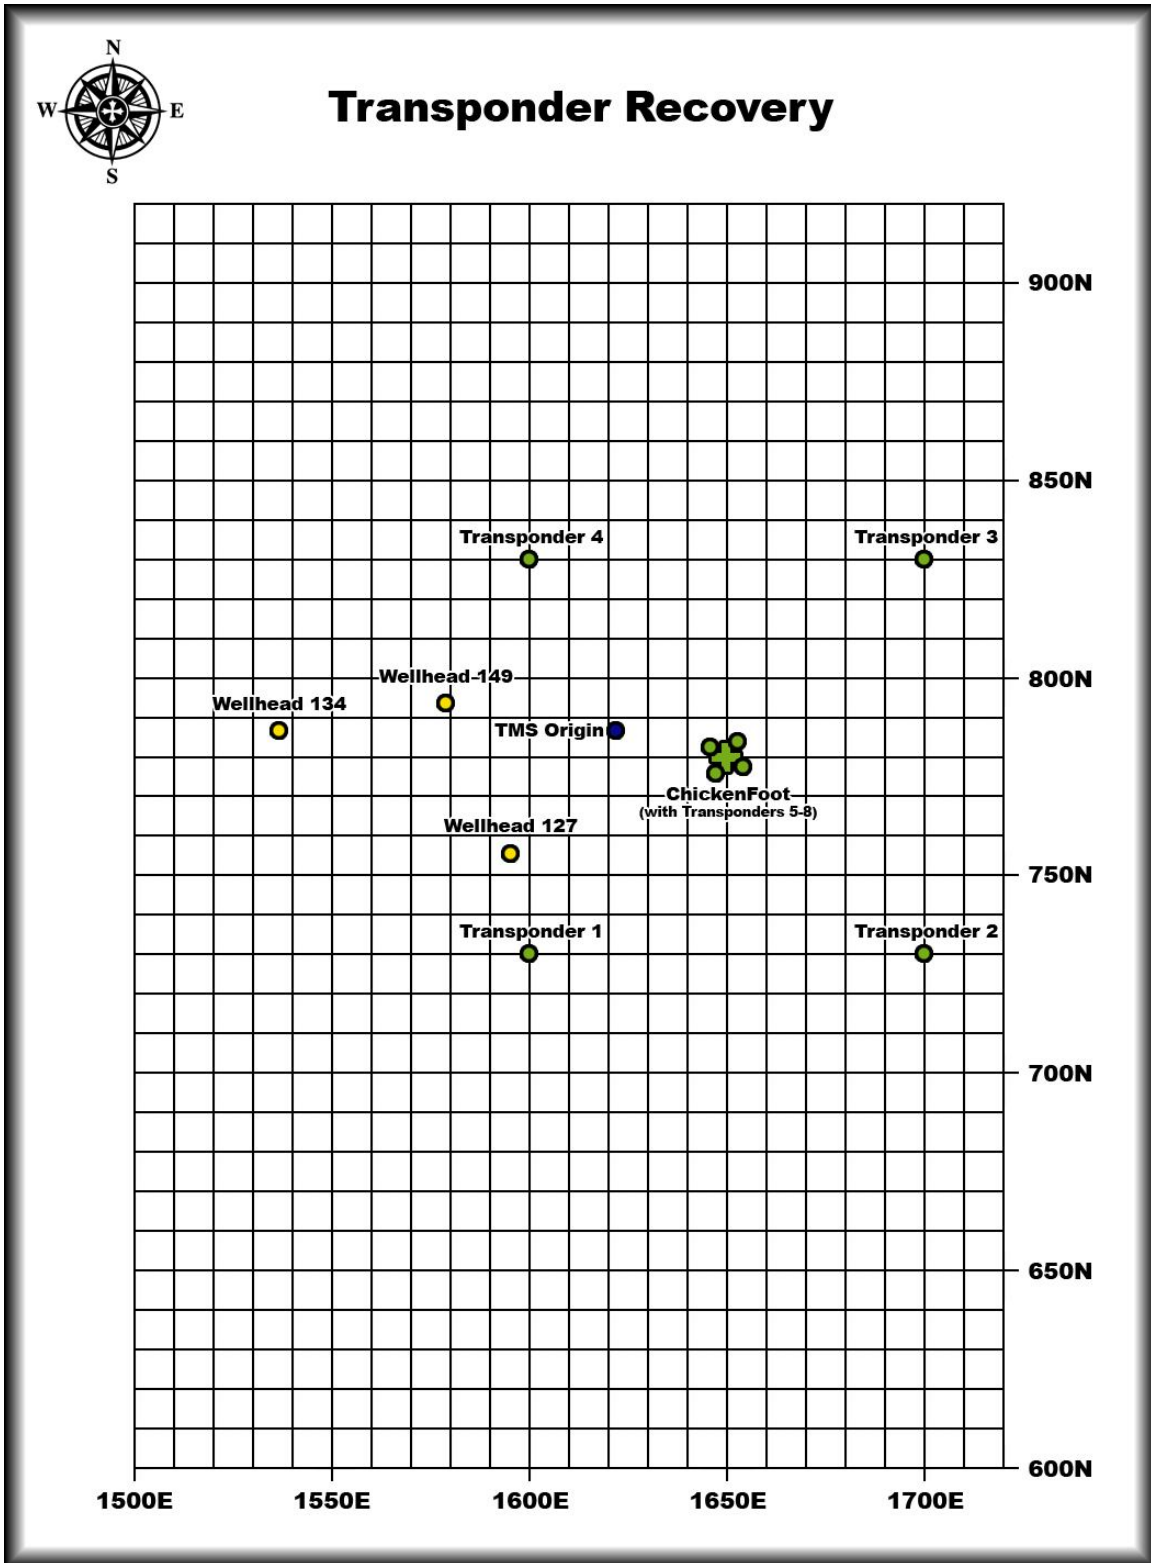 N
W E
S
Transponder Recovery
900N
850N
Transponder 4
Transponder 3
Wellhead 149
800N
Wellhead 134
TMS Origin
ChickenFoot
(with Transponders 5-8)
Wellhead 127
750N
Transponder 1
Transponder 2
700N
650N
600N
1500E 1550E 1600E 1650E 1700E